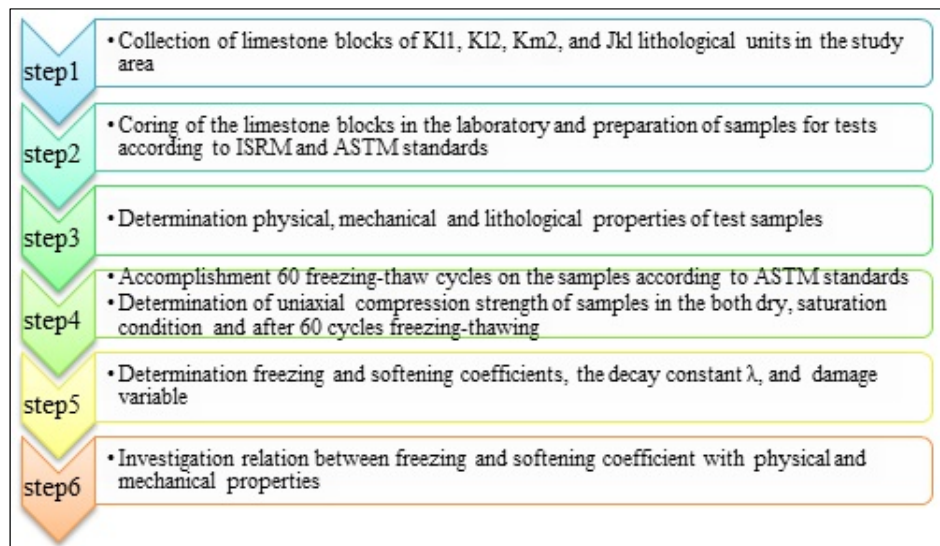 step1
• Collection of limestone blocks of Kl1, Kl2, Km2, and Jkl lithological units in the study
area
step2
• Coring of the limestone blocks in the laboratory and preparation of samples for tests
according to ISRM and ASTM standards
step3
• Determination physical, mechanical and lithological properties of test samples
step4
• Accomplishment 60 freezing-thaw cycles on the samples according to ASTM standards
• Determination of uniaxial compression strength of samples in the both dry, saturation
condition and after 60 cycles freezing-thawing
step5
• Determination freezing and softening coefficients, the decay constant λ, and damage
variable
step6
• Investigation relation between freezing and softening coefficient with physical and
mechanical properties